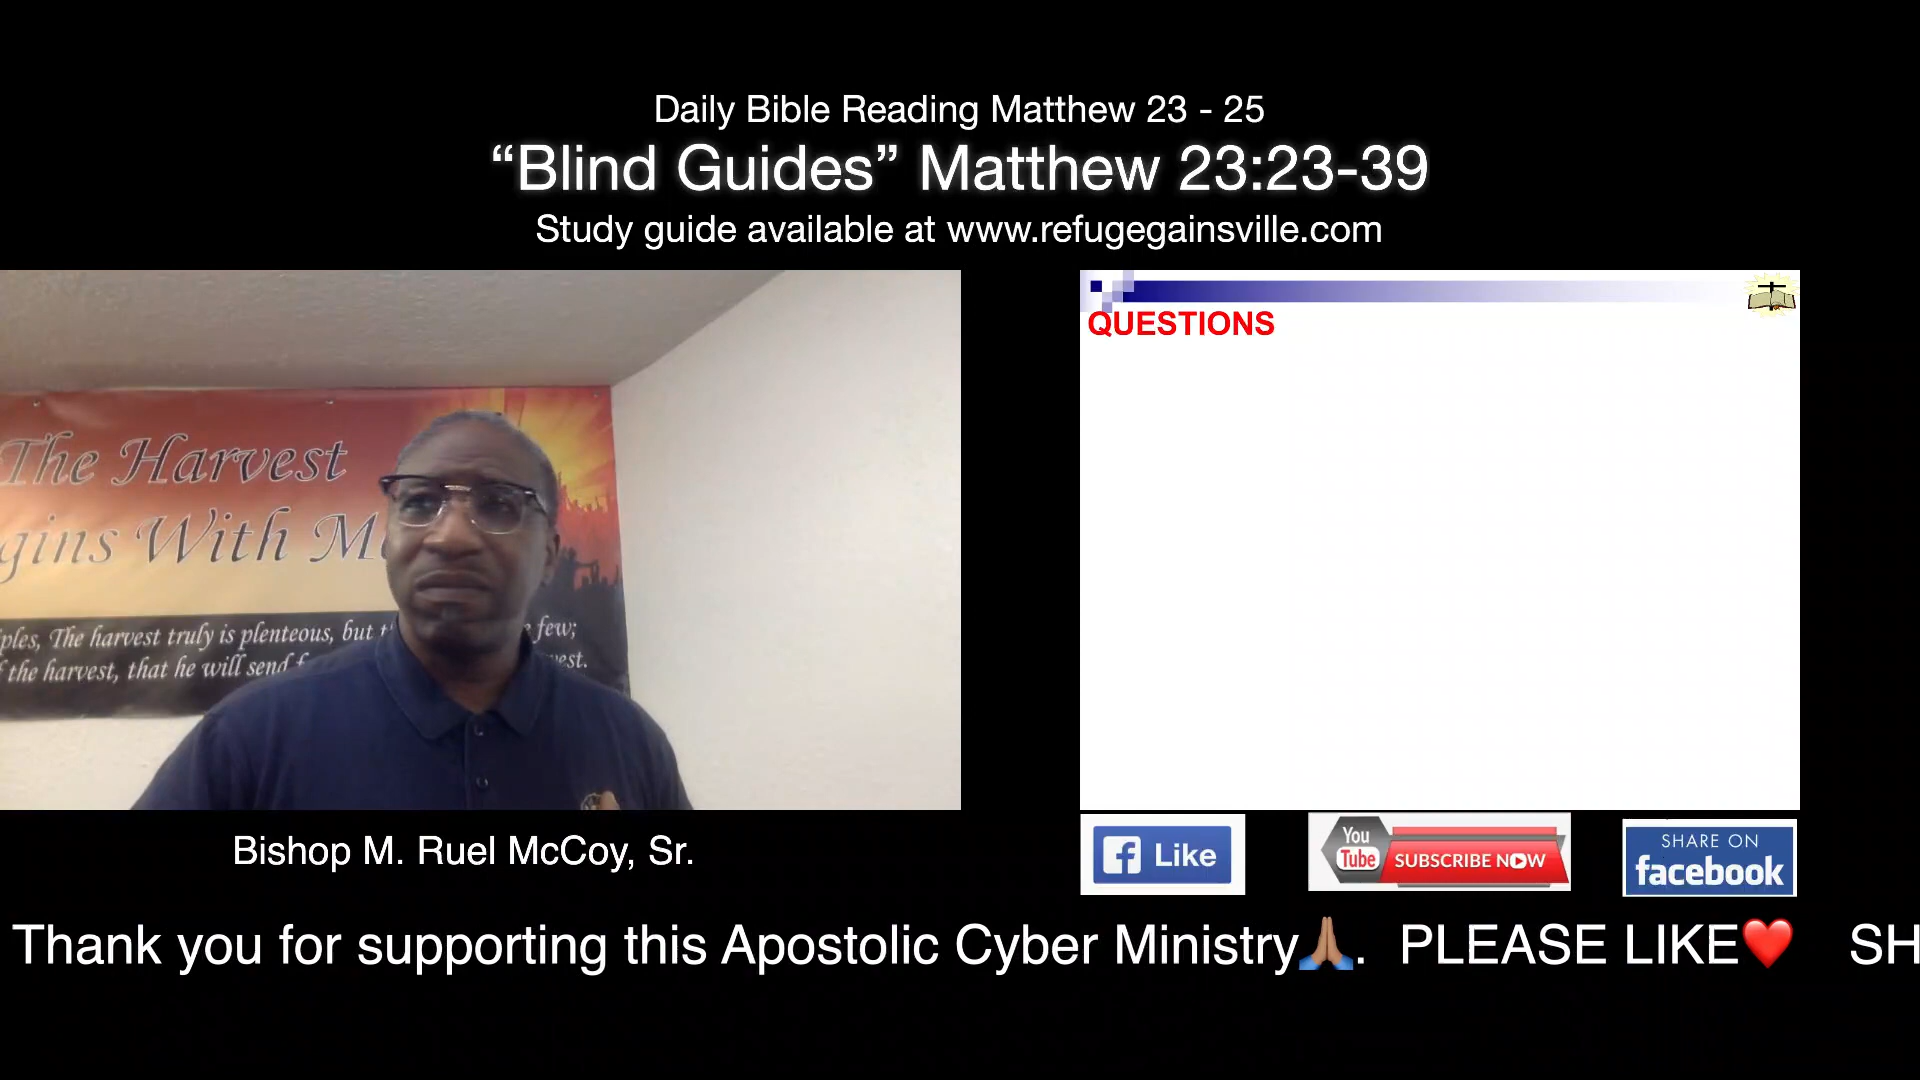 Daily Bible Reading Matthew 23 - 25
“Blind Guides” Matthew 23:23-39
Study guide available at www.refugegainsville.com
The Harvest
gins With M
ples, The harvest truly is plenteous, but few;
the harvest, that he will send
QUESTIONS
Bishop M. Ruel McCoy, Sr.
Like
You
Tube
SUBSCRIBE NOW
SHARE ON
facebook
Thank you for supporting this Apostolic Cyber Ministry🙏🏽. PLEASE LIKE❤️ SH